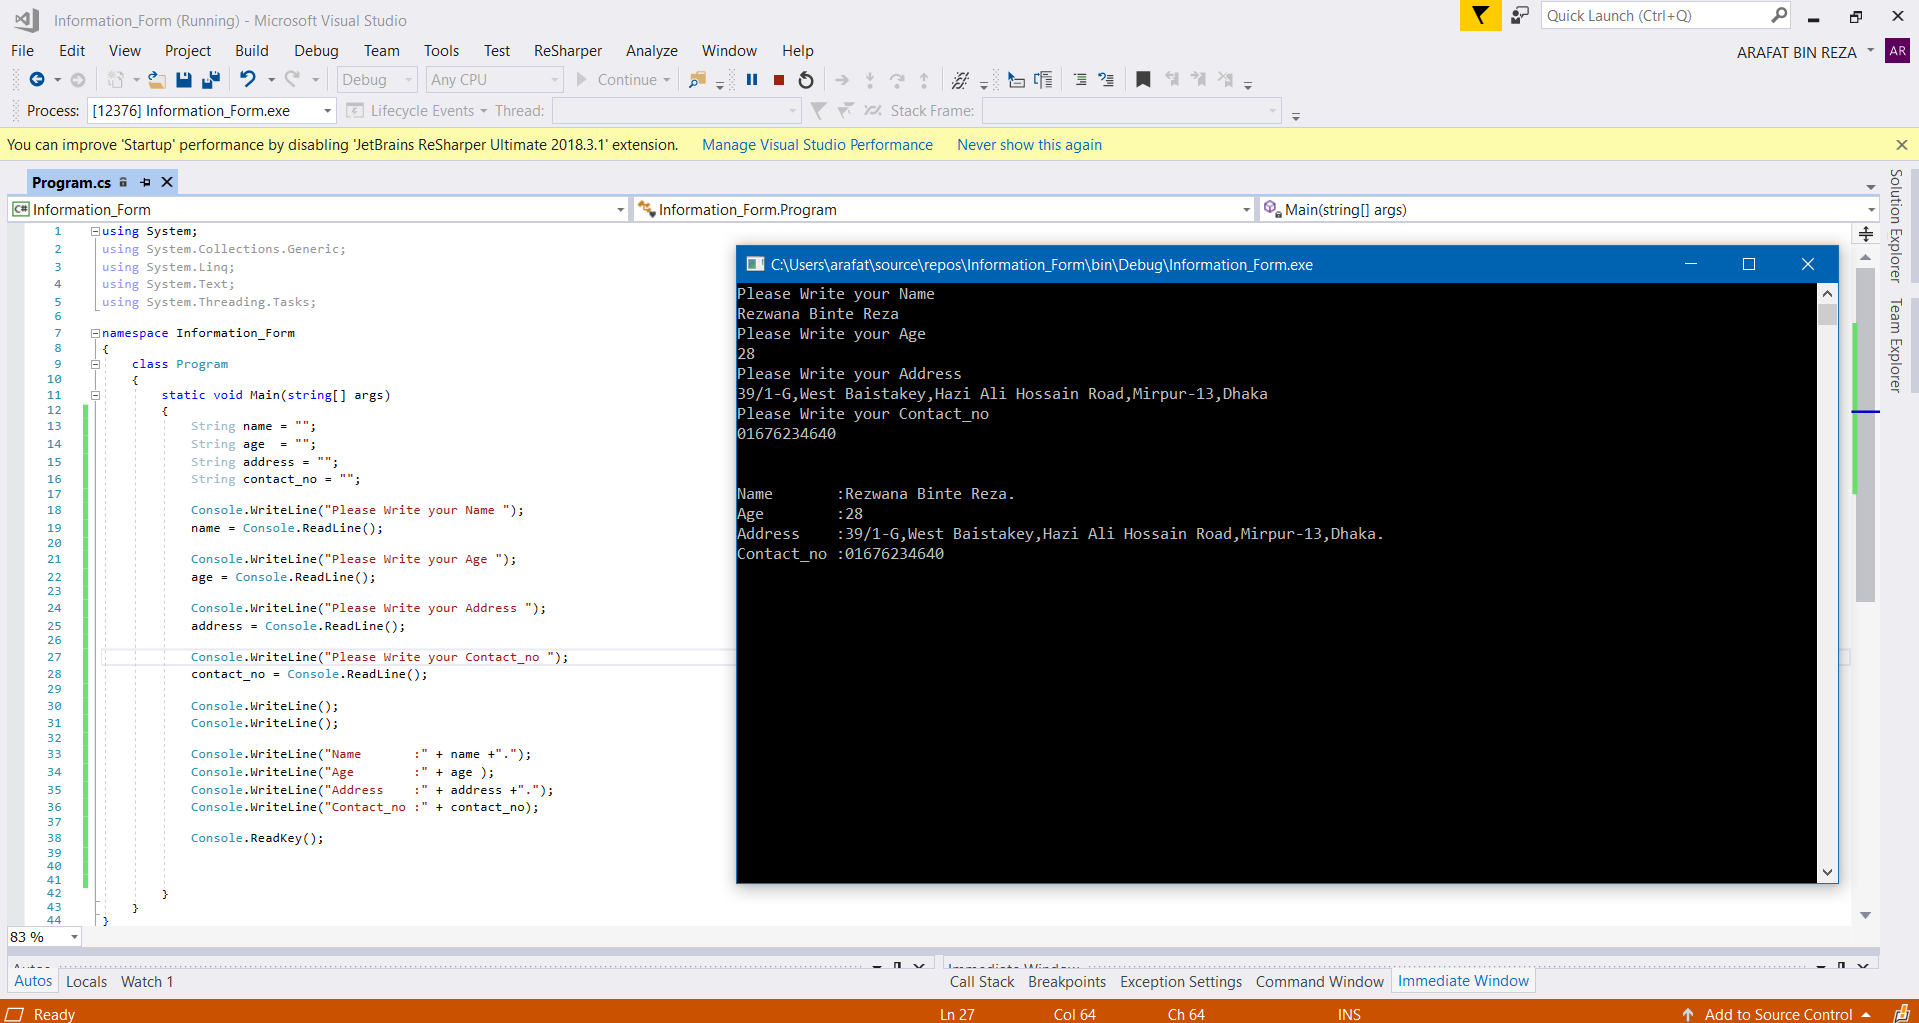 Information_Form (Running) - Microsoft Visual Studio
Quick Launch (Ctrl+Q)
File Edit View Project Build Debug Team Tools Test ReSharper Analyze Window Help
ARAFAT BIN REZA AR
Debug Any CPU Continue
Process: [12376] Information_Form.exe Lifecycle Events Thread: Stack Frame:
You can improve 'Startup' performance by disabling 'JetBrains ReSharper Ultimate 2018.3.1' extension. Manage Visual Studio Performance Never show this again
Program.cs
C# Information_Form Information_Form.Program Main(string[] args)
1 using System;
2 using System.Collections.Generic;
3 using System.Linq;
4 using System.Text;
5 using System.Threading.Tasks;
6
7 namespace Information_Form
8 {
9 class Program
10 {
11 static void Main(string[] args)
12 {
13 String name = "";
14 String age  = "";
15 String address = "";
16 String contact_no = "";
17
18 Console.WriteLine("Please Write your Name ");
19 name = Console.ReadLine();
20
21 Console.WriteLine("Please Write your Age ");
22 age = Console.ReadLine();
23
24 Console.WriteLine("Please Write your Address ");
25 address = Console.ReadLine();
26
27 Console.WriteLine("Please Write your Contact_no ");
28 contact_no = Console.ReadLine();
29
30 Console.WriteLine();
31 Console.WriteLine();
32
33 Console.WriteLine("Name       :" + name +".");
34 Console.WriteLine("Age        :" + age );
35 Console.WriteLine("Address    :" + address +".");
36 Console.WriteLine("Contact_no :" + contact_no);
37
38 Console.ReadKey();
39
40
41
42 }
43 }
44 }
C:\Users\arafat\source\repos\Information_Form\bin\Debug\Information_Form.exe
Please Write your Name
Rezwana Binte Reza
Please Write your Age
28
Please Write your Address
39/1-G,West Baistakey,Hazi Ali Hossain Road,Mirpur-13,Dhaka
Please Write your Contact_no
01676234640
Name       :Rezwana Binte Reza.
Age        :28
Address    :39/1-G,West Baistakey,Hazi Ali Hossain Road,Mirpur-13,Dhaka.
Contact_no :01676234640
Solution Explorer
Team Explorer
83 %
Autos Immediate Window
Autos Locals Watch 1 Call Stack Breakpoints Exception Settings Command Window Immediate Window
Ready Ln 27 Col 64 Ch 64 INS Add to Source Control